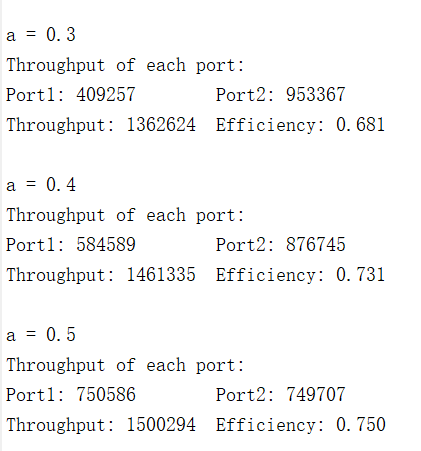 a = 0.3
Throughput of each port:
Port1: 409257 Port2: 953367
Throughput: 1362624 Efficiency: 0.681
a = 0.4
Throughput of each port:
Port1: 584589 Port2: 876745
Throughput: 1461335 Efficiency: 0.731
a = 0.5
Throughput of each port:
Port1: 750586 Port2: 749707
Throughput: 1500294 Efficiency: 0.750